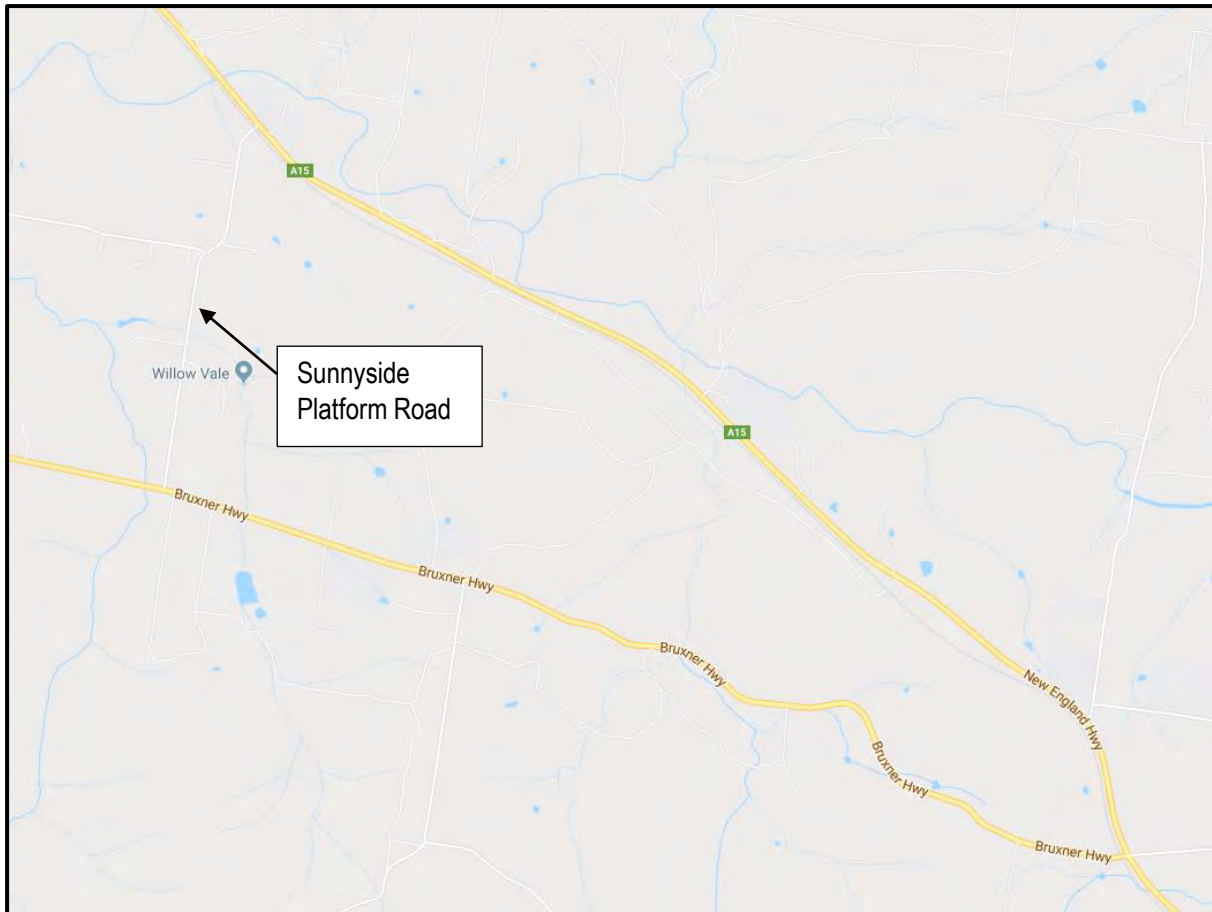 A15
Willow Vale
Sunnyside
Platform Road
A15
Bruxner Hwy
Bruxner Hwy
Bruxner Hwy
New England Hwy
Bruxner Hwy
Bruxner Hwy